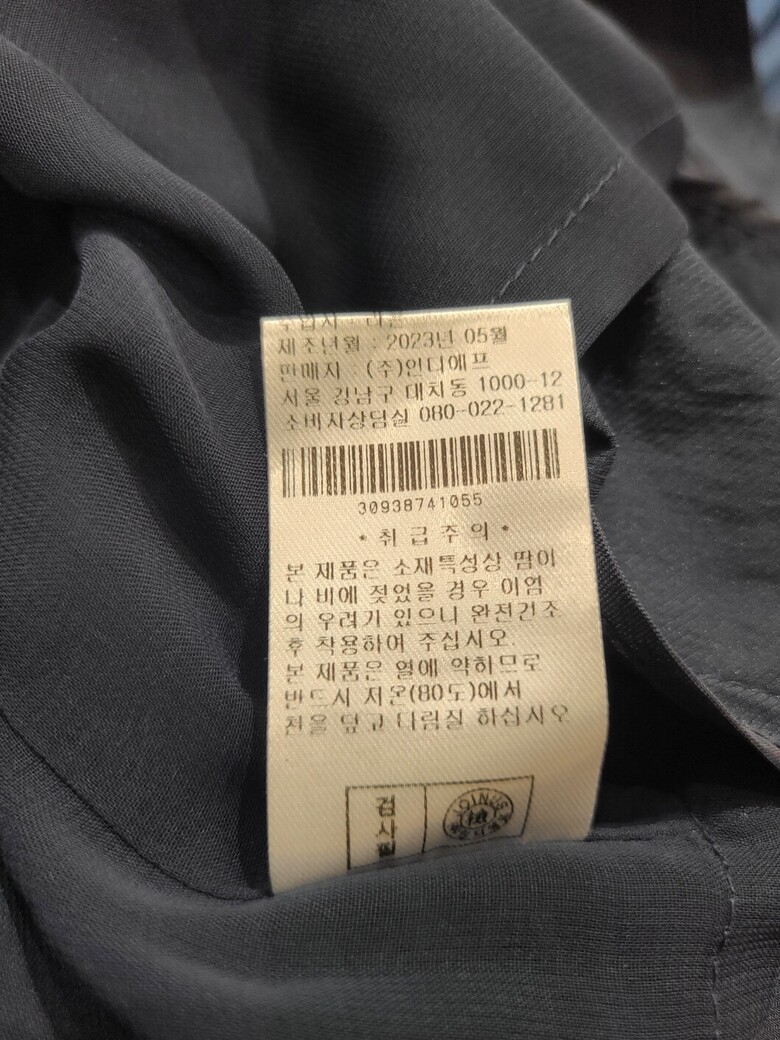 제조년월 : 2023년 05월
판매자 : (주)인디에프
서울 강남구 대치동 1000-12
소비자상담실 080-022-1281
30938741055
* 취 급 주 의 *
본 제품은 소재특성상 땀이
나 비에 젖었을 경우 이염
의 우려가 있으니 완전건조
후 착용하여 주십시오.
본 제품은 열에 약하므로
반드시 저온(80도)에서
천을 덮고 다림질 하십시오
검사필
JOINUS